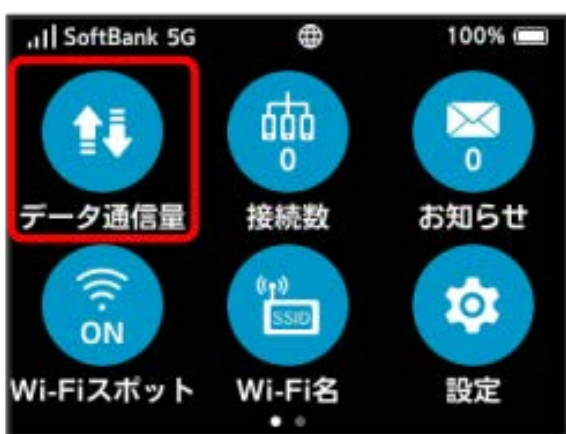 SoftBank 5G 100%
0 0
データ通信量 接続数 お知らせ
ON SSID
Wi-Fiスポット Wi-Fi名 設定